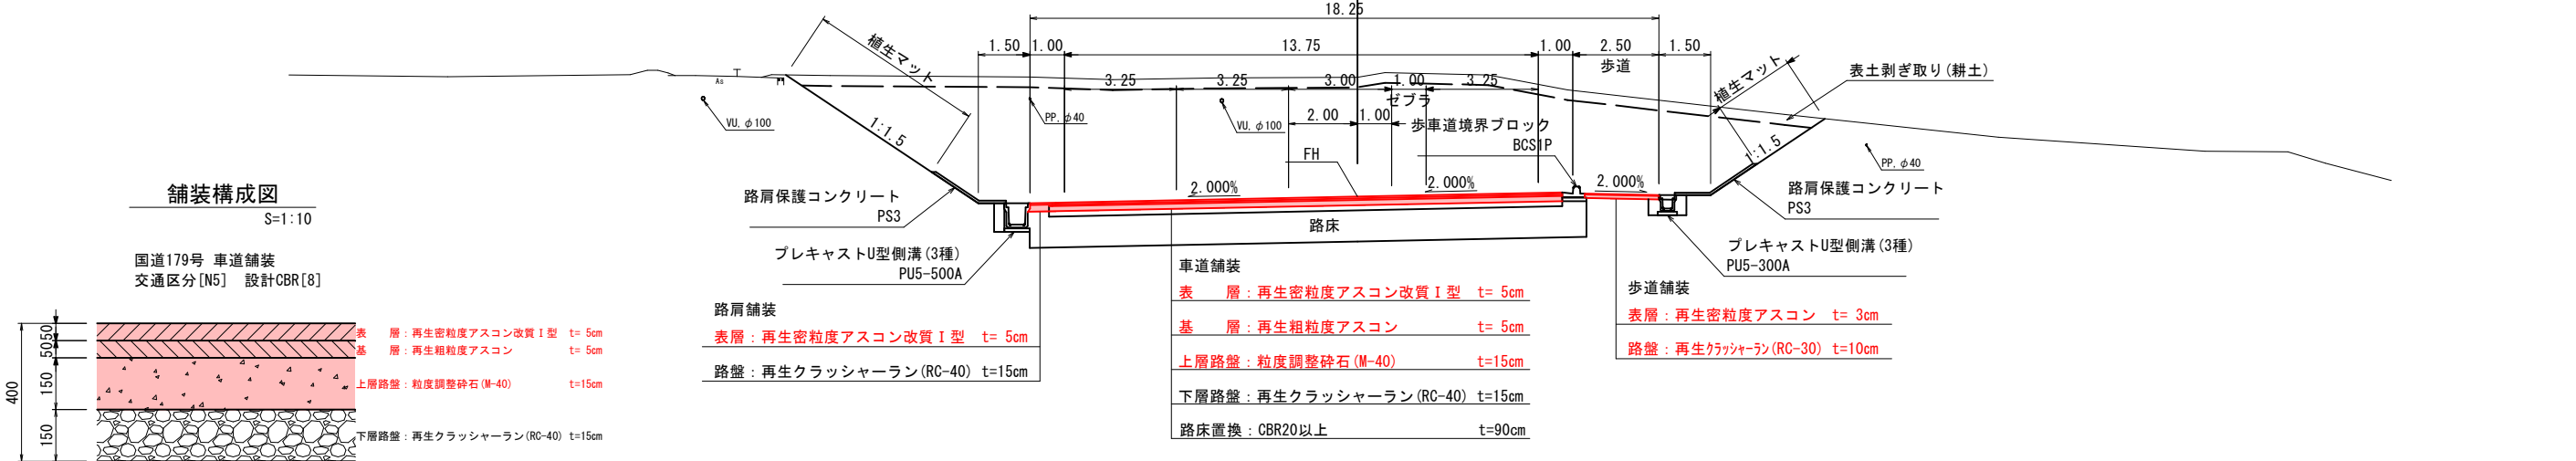 18.25
1.50
1.00
13.75
1.00
2.50
1.50
歩道
植生マット
植生マット
表土剥ぎ取り(耕土)
As
3.25
3.25
3.00
1.00
3.25
ゼブラ
VU. φ100
PP. φ40
VU. φ100
2.00
1.00
歩車道境界ブロック
BCS1P
1:1.5
1:1.5
PP. φ40
FH
2.000%
2.000%
2.000%
路肩保護コンクリート
PS3
路肩保護コンクリート
PS3
路床
プレキャストU型側溝(3種)
PU5-500A
プレキャストU型側溝(3種)
PU5-300A
舗装構成図
S=1:10
国道179号 車道舗装
交通区分[N5] 設計CBR[8]
400
50
50
150
150
表 層：再生密粒度アスコン改質Ⅰ型 t= 5cm
基 層：再生粗粒度アスコン t= 5cm
上層路盤：粒度調整砕石(M-40) t=15cm
下層路盤：再生クラッシャーラン(RC-40) t=15cm
路肩舗装
表層：再生密粒度アスコン改質Ⅰ型 t= 5cm
路盤：再生クラッシャーラン(RC-40) t=15cm
車道舗装
表 層：再生密粒度アスコン改質Ⅰ型 t= 5cm
基 層：再生粗粒度アスコン t= 5cm
上層路盤：粒度調整砕石(M-40) t=15cm
下層路盤：再生クラッシャーラン(RC-40) t=15cm
路床置換：CBR20以上 t=90cm
歩道舗装
表層：再生密粒度アスコン t= 3cm
路盤：再生ｸﾗｯｼｬｰﾗﾝ(RC-30) t=10cm